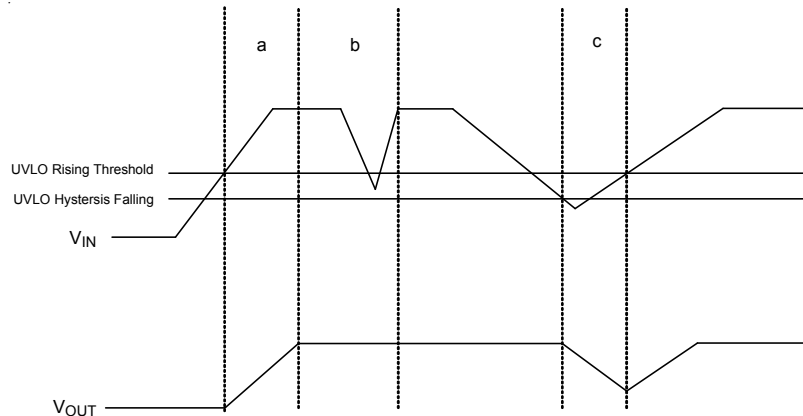 a
b
c
UVLO Rising Threshold
UVLO Hystersis Falling
VIN
VOUT